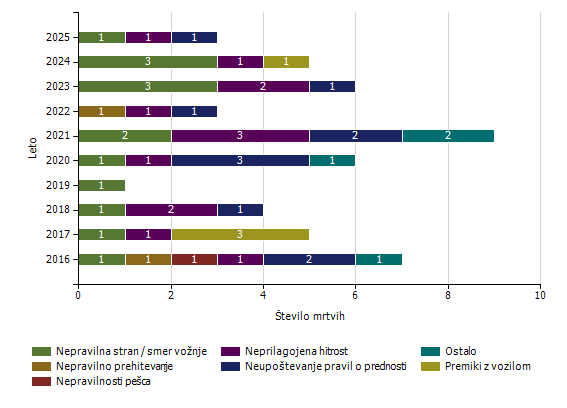 2025 1 1 1
2024 3 1 1
2023 3 2 1
2022 1 1 1
2021 2 3 2 2
2020 1 1 3 1
2019 1
2018 1 2 1
2017 1 1 3
2016 1 1 1 1 2 1
Leto
0 2 4 6 8 10
Število mrtvih
Nepravilna stran / smer vožnje Neprilagojena hitrost Ostalo
Nepravilno prehitevanje Neupoštevanje pravil o prednosti Premiki z vozilom
Nepravilnosti pešca